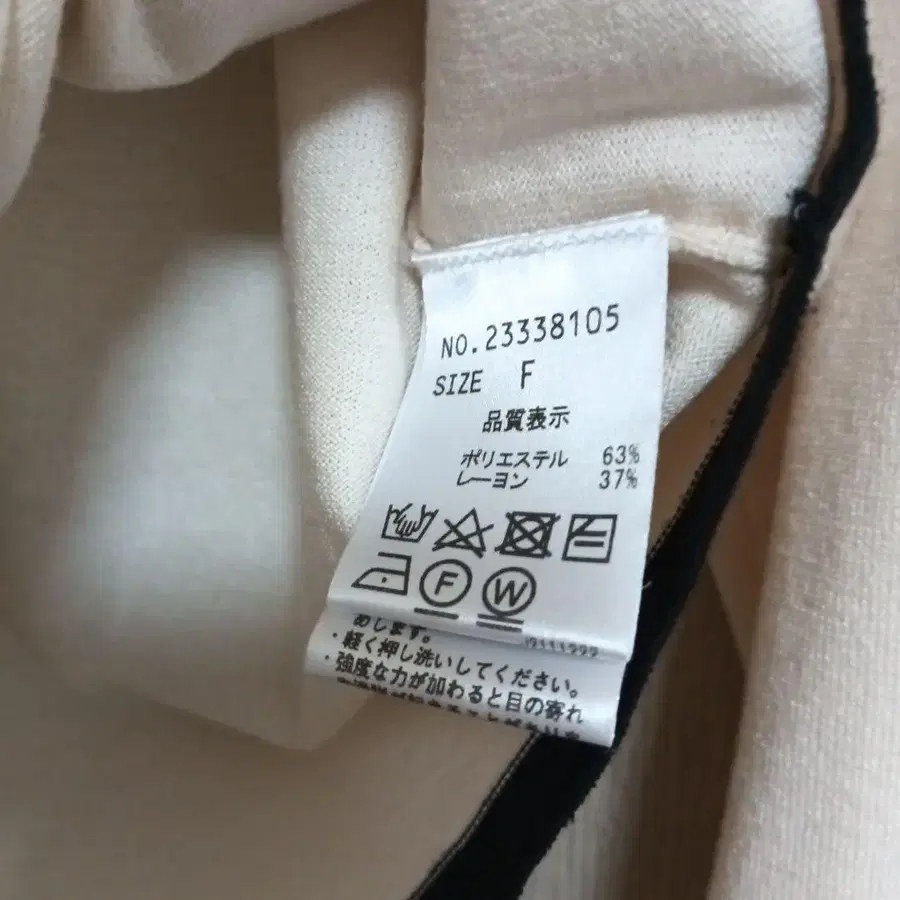 NO.23338105
SIZE F
品質表示
ポリエステル 63%
レーヨン 37%
F W
めします。
・軽く押し洗いしてください。
・強度な力が加わると目の寄れ